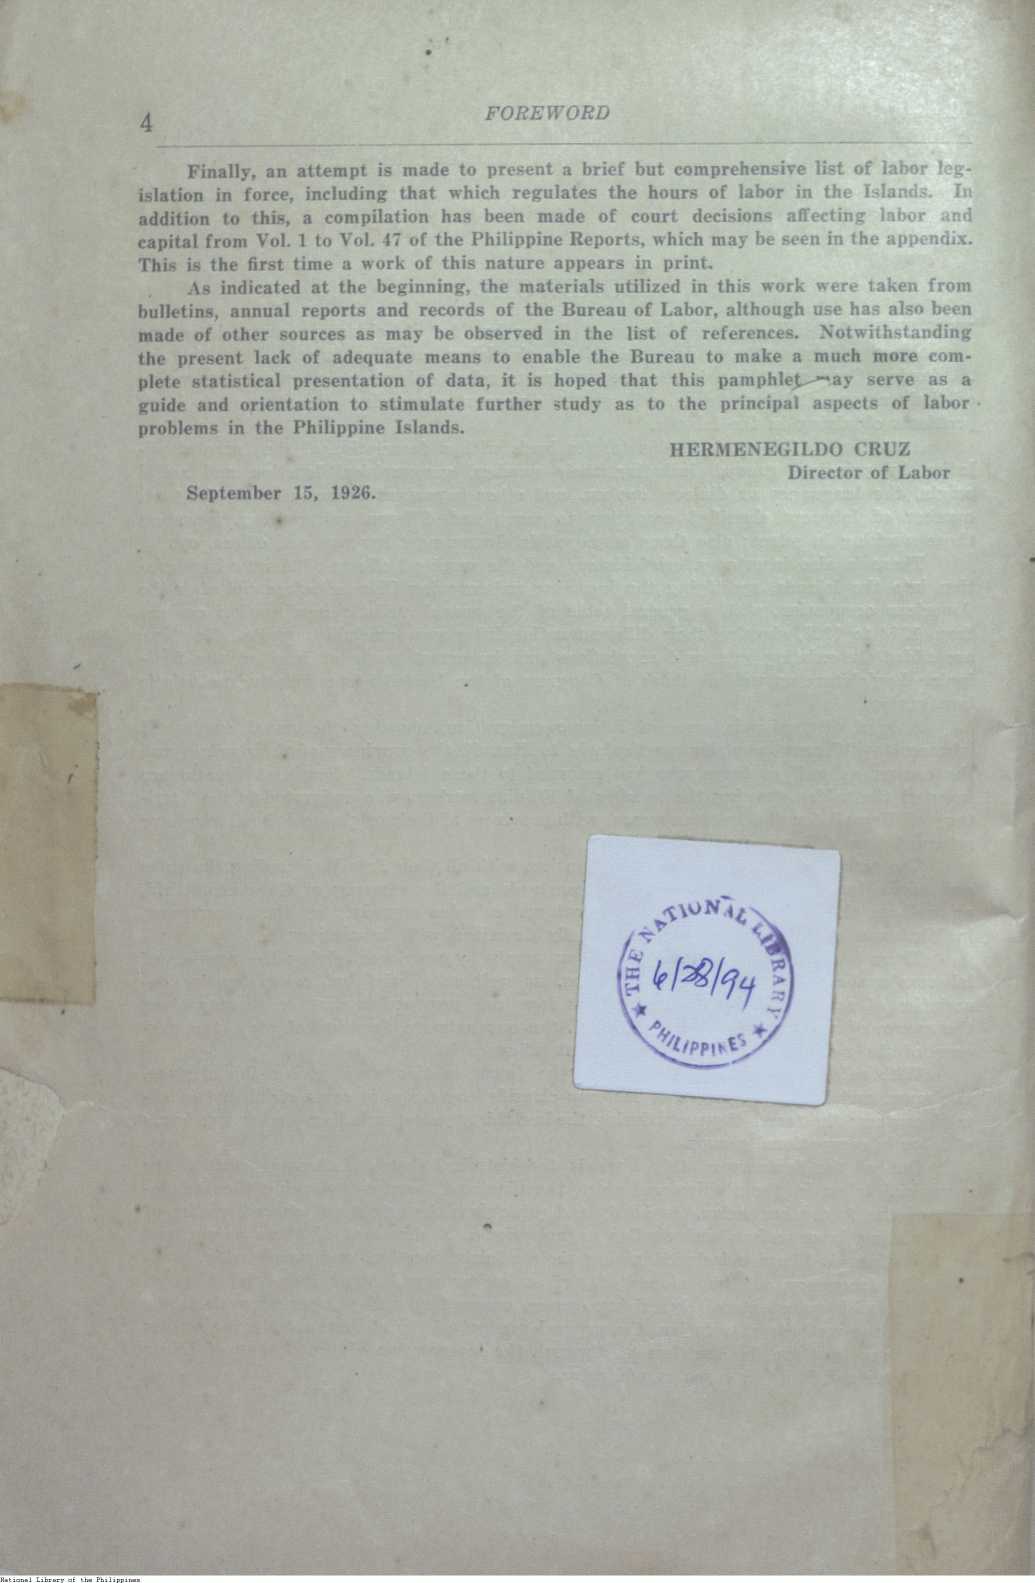 4
FOREWORD
Finally, an attempt is made to present a brief but comprehensive list of labor leg-
islation in force, including that which regulates the hours of labor in the Islands. In
addition to this, a compilation has been made of court decisions affecting labor and
capital from Vol. 1 to Vol. 47 of the Philippine Reports, which may be seen in the appendix.
This is the first time a work of this nature appears in print.
As indicated at the beginning, the materials utilized in this work were taken from
bulletins, annual reports and records of the Bureau of Labor, although use has also been
made of other sources as may be observed in the list of references. Notwithstanding
the present lack of adequate means to enable the Bureau to make a much more com-
plete statistical presentation of data, it is hoped that this pamphlet may serve as a
guide and orientation to stimulate further study as to the principal aspects of labor
problems in the Philippine Islands.
HERMENEGILDO CRUZ
Director of Labor
September 15, 1926.
THE NATIONAL LIBRARY
6/28/94
★ PHILIPPINES ★
National Library of the Philippines